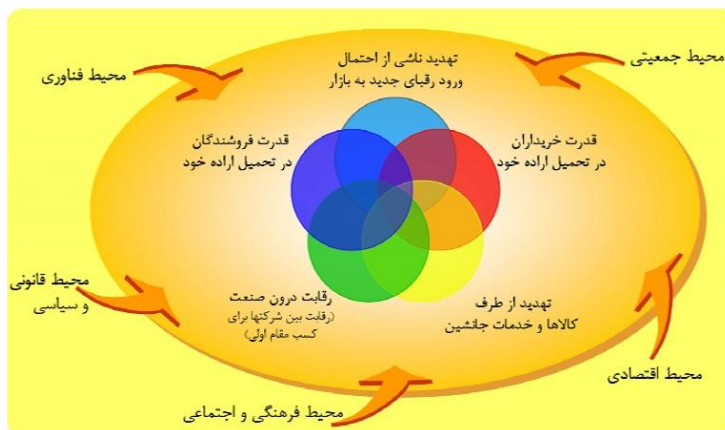 محیط جمعیتی
محیط فناوری
تهدید ناشی از احتمال
ورود رقبای جدید به بازار
قدرت خریداران
در تحمیل اراده خود
قدرت فروشندگان
در تحمیل اراده خود
محیط قانونی
و سیاسی
رقابت درون صنعت
(رقابت بین شرکتها برای
کسب مقام اولی)
تهدید از طرف
کالاها و خدمات جانشین
محیط اقتصادی
محیط فرهنگی و اجتماعی